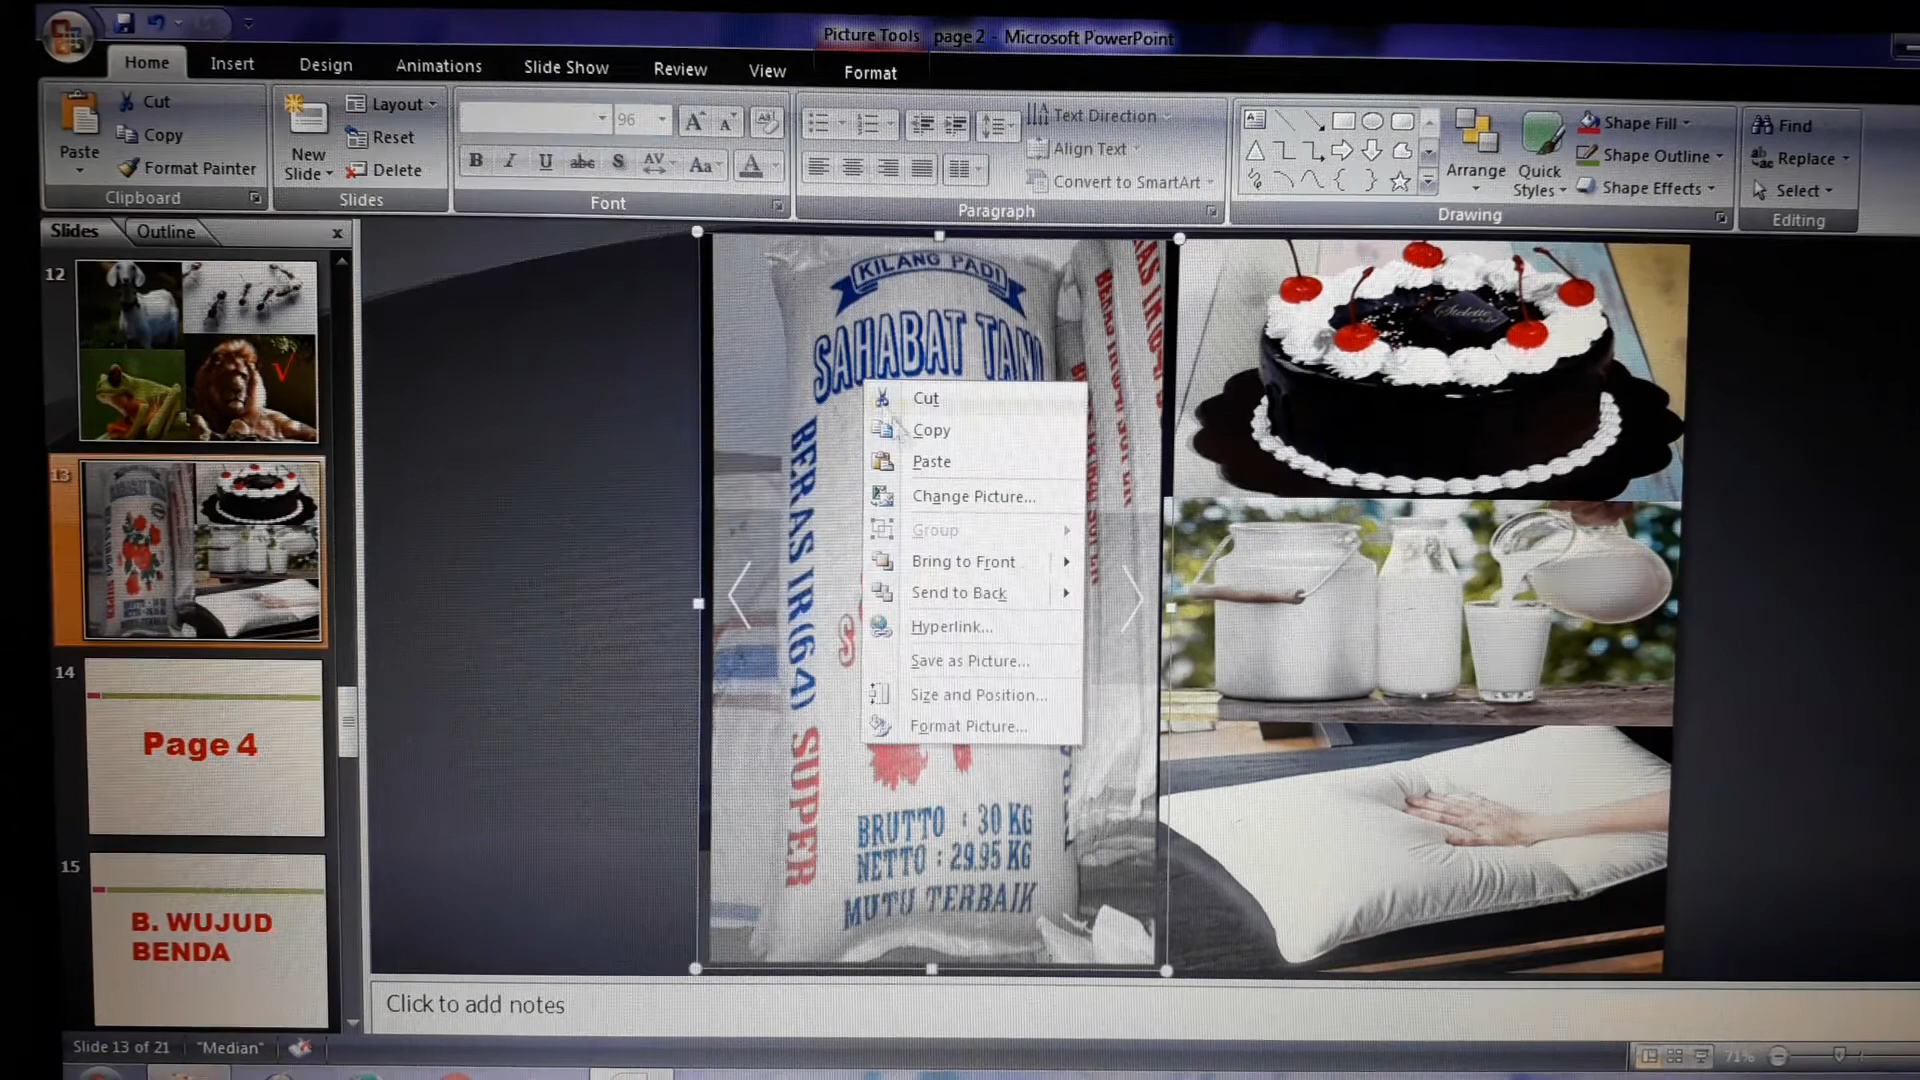 Picture Tools page 2 - Microsoft PowerPoint
Home Insert Design Animations Slide Show Review View Format
Paste
Cut
Copy
Format Painter
Clipboard
New
Slide
Layout
Reset
Delete
Slides
96
B I U abc S AV Aa A
Font
Text Direction
Align Text
Convert to SmartArt
Paragraph
Arrange
Quick
Styles
Shape Fill
Shape Outline
Shape Effects
Drawing
Find
Replace
Select
Editing
Slides Outline x
12
13
14
Page 4
15
B. WUJUD
BENDA
KILANG PADI
SAHABAT TANI
BERAS IR(64) SUPER
BRUTTO : 30 KG
NETTO : 29.95 KG
MUTU TERBAIK
Cut
Copy
Paste
Change Picture...
Group
Bring to Front
Send to Back
Hyperlink...
Save as Picture...
Size and Position...
Format Picture...
Click to add notes
Slide 13 of 21 "Median" 71%